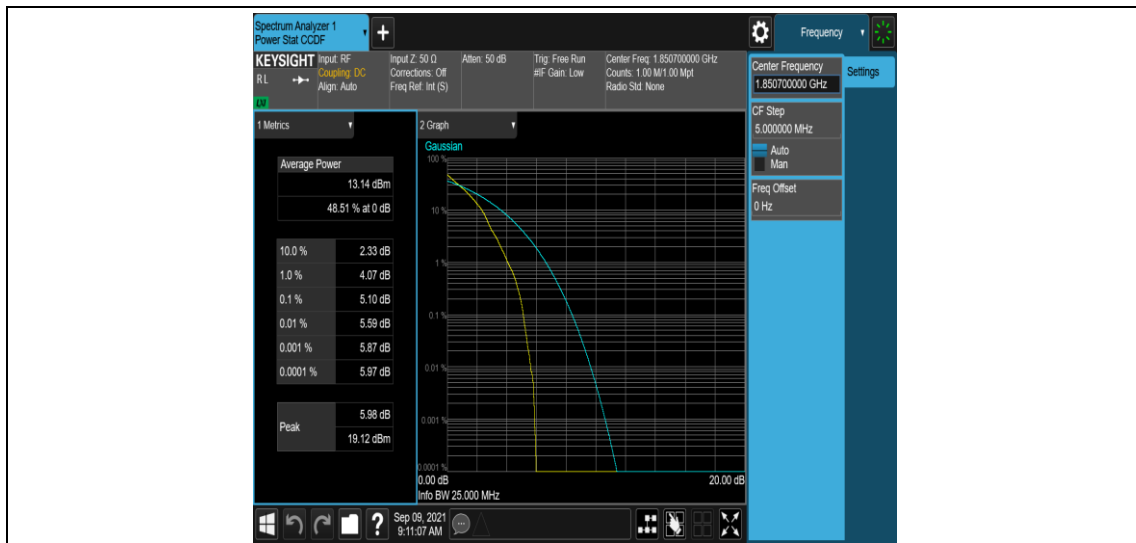 Spectrum Analyzer 1
Power Stat CCDF
+
Frequency
KEYSIGHT
R L
LXI
Input: RF
Coupling: DC
Align: Auto
Input Z: 50 Ω
Corrections: Off
Freq Ref: Int (S)
Atten: 50 dB
Trig: Free Run
#IF Gain: Low
Center Freq: 1.850700000 GHz
Counts: 1.00 M/1.00 Mpt
Radio Std: None
Center Frequency
1.850700000 GHz
Settings
CF Step
5.000000 MHz
Auto
Man
Freq Offset
0 Hz
1 Metrics
Average Power
13.14 dBm
48.51 % at 0 dB
10.0 % 2.33 dB
1.0 % 4.07 dB
0.1 % 5.10 dB
0.01 % 5.59 dB
0.001 % 5.87 dB
0.0001 % 5.97 dB
Peak
5.98 dB
19.12 dBm
2 Graph
Gaussian
100 %
10 %
1 %
0.1 %
0.01 %
0.001 %
0.0001 %
0.00 dB 20.00 dB
Info BW 25.000 MHz
?
Sep 09, 2021
9:11:07 AM